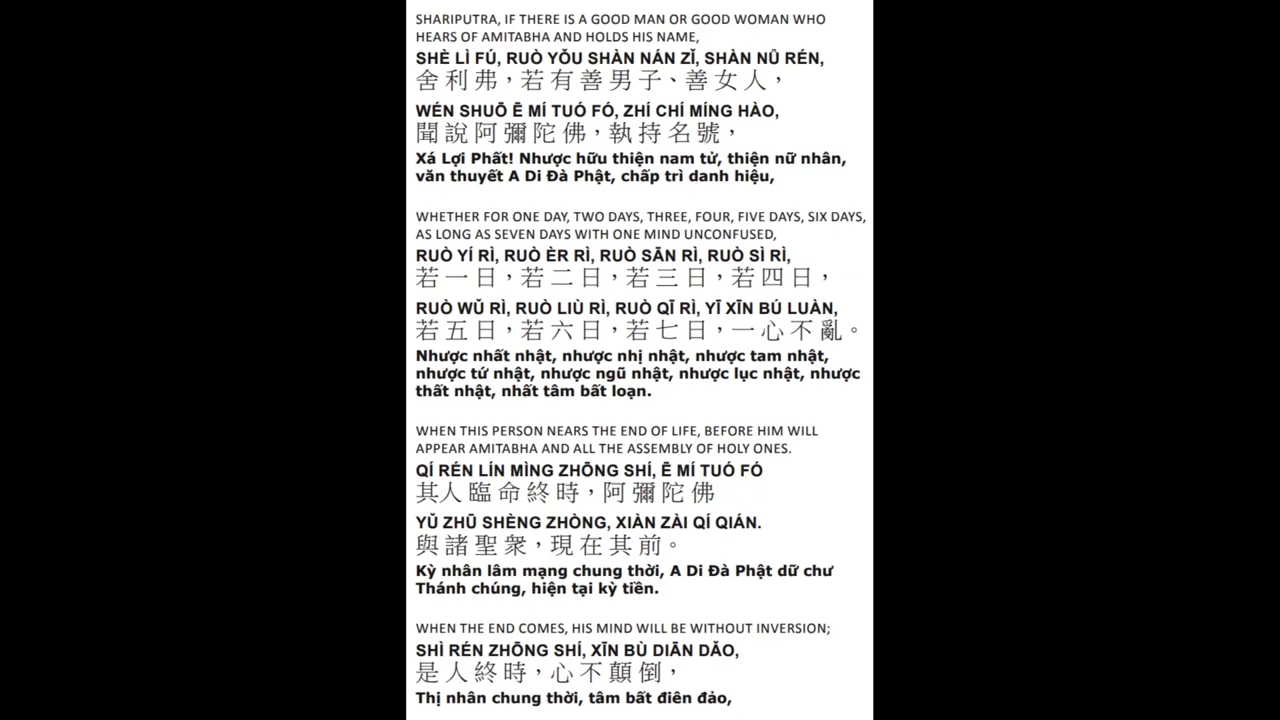 SHARIPUTRA, IF THERE IS A GOOD MAN OR GOOD WOMAN WHO
HEARS OF AMITABHA AND HOLDS HIS NAME,
SHÈ LÌ FÚ, RUÒ YǑU SHÀN NÁN ZǏ, SHÀN NǓ RÉN,
舍利弗，若有善男子、善女人，
WÉN SHUŌ Ē MÍ TUÓ FÓ, ZHÍ CHÍ MÍNG HÀO,
聞說阿彌陀佛，執持名號，
Xá Lợi Phất! Nhược hữu thiện nam tử, thiện nữ nhân,
văn thuyết A Di Đà Phật, chấp trì danh hiệu,
WHETHER FOR ONE DAY, TWO DAYS, THREE, FOUR, FIVE DAYS, SIX DAYS,
AS LONG AS SEVEN DAYS WITH ONE MIND UNCONFUSED,
RUÒ YÍ RÌ, RUÒ ÈR RÌ, RUÒ SĀN RÌ, RUÒ SÌ RÌ,
若一日，若二日，若三日，若四日，
RUÒ WǓ RÌ, RUÒ LIÙ RÌ, RUÒ QĪ RÌ, YĪ XĪN BÚ LUÀN,
若五日，若六日，若七日，一心不亂。
Nhược nhất nhật, nhược nhị nhật, nhược tam nhật,
nhược tứ nhật, nhược ngũ nhật, nhược lục nhật, nhược
thất nhật, nhất tâm bất loạn.
WHEN THIS PERSON NEARS THE END OF LIFE, BEFORE HIM WILL
APPEAR AMITABHA AND ALL THE ASSEMBLY OF HOLY ONES.
QÍ RÉN LÍN MÌNG ZHŌNG SHÍ, Ē MÍ TUÓ FÓ
其人臨命終時，阿彌陀佛
YǓ ZHŪ SHÈNG ZHÒNG, XIÀN ZÀI QÍ QIÁN.
與諸聖衆，現在其前。
Kỳ nhân lâm mạng chung thời, A Di Đà Phật dữ chư
Thánh chúng, hiện tại kỳ tiền.
WHEN THE END COMES, HIS MIND WILL BE WITHOUT INVERSION;
SHÌ RÉN ZHŌNG SHÍ, XĪN BÙ DIĀN DǍO,
是人終時，心不顛倒，
Thị nhân chung thời, tâm bất điên đảo,